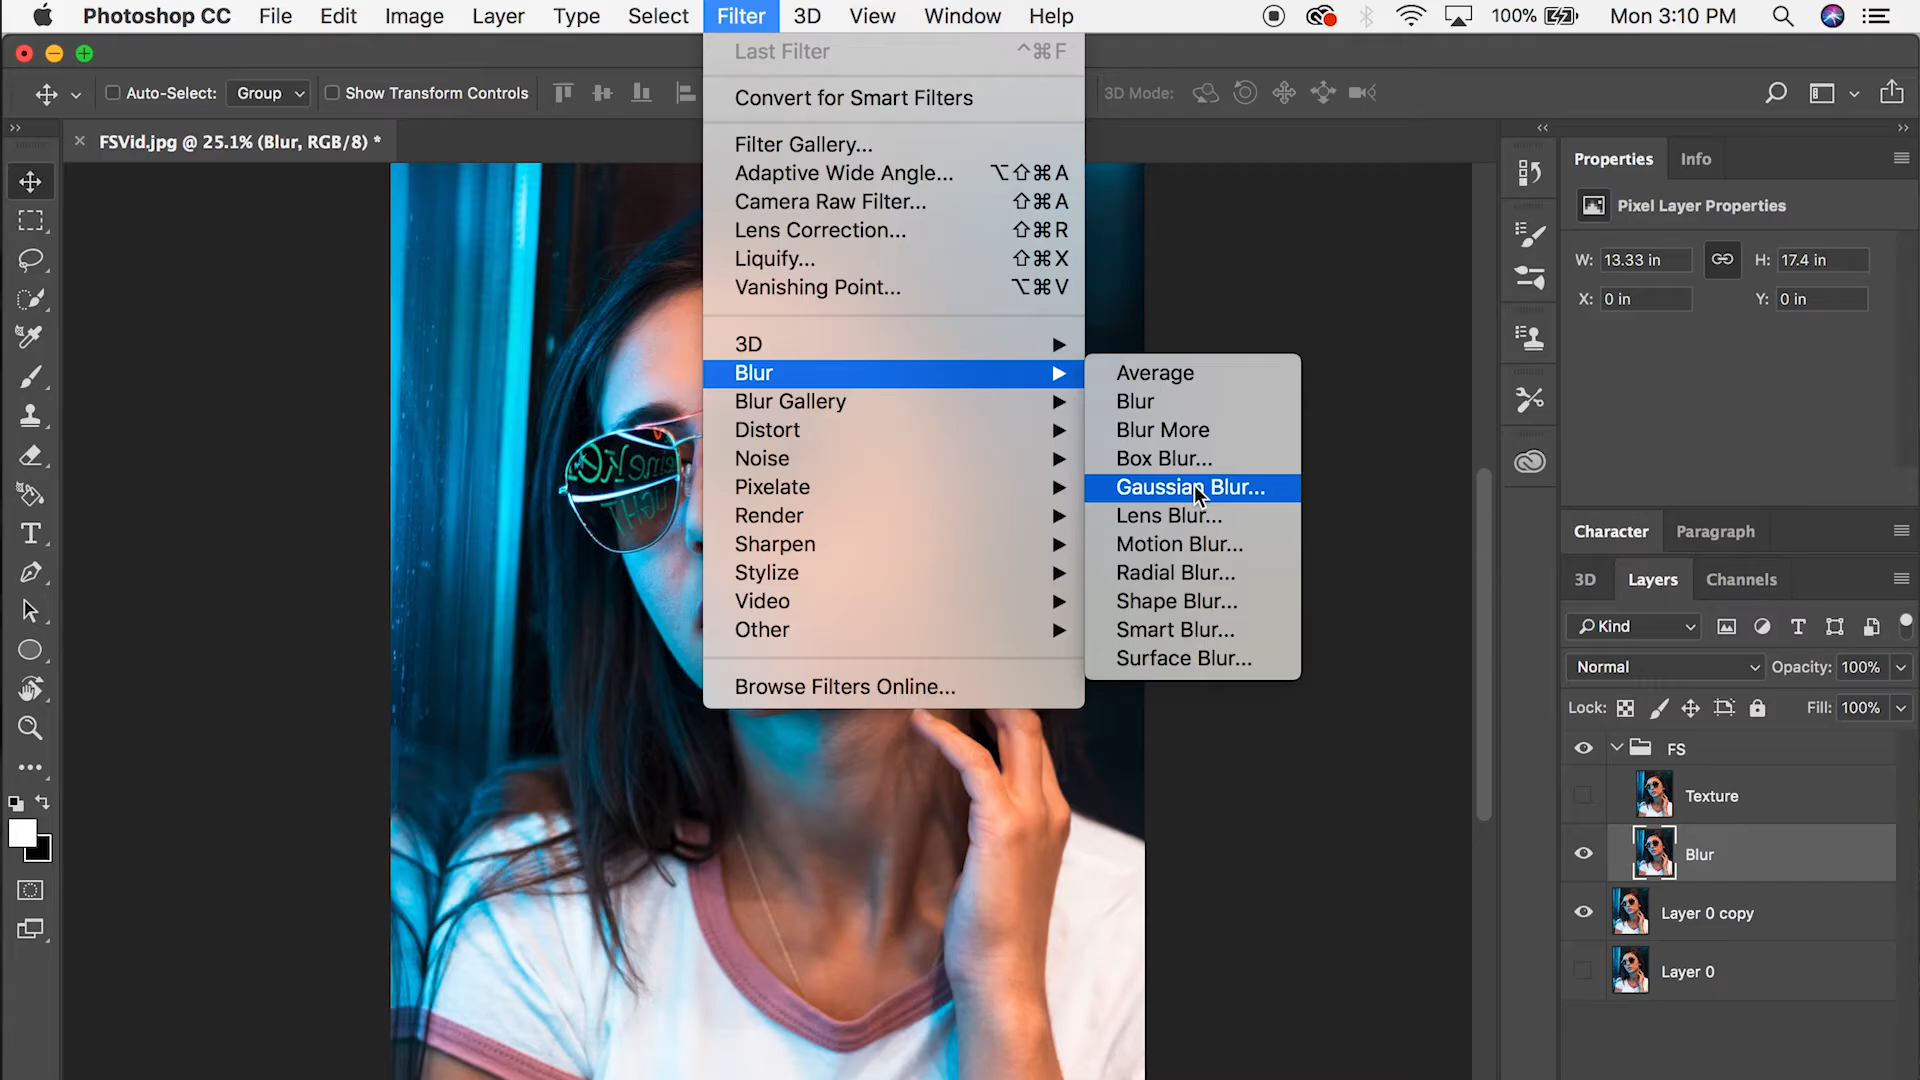 Photoshop CC File Edit Image Layer Type Select Filter 3D View Window Help 100% Mon 3:10 PM
Auto-Select: Group Show Transform Controls 3D Mode:
FSVid.jpg @ 25.1% (Blur, RGB/8) *
Last Filter ^⌘F
Convert for Smart Filters
Filter Gallery...
Adaptive Wide Angle... ⌥⇧⌘A
Camera Raw Filter... ⇧⌘A
Lens Correction... ⇧⌘R
Liquify... ⇧⌘X
Vanishing Point... ⌥⌘V
3D
Blur
Blur Gallery
Distort
Noise
Pixelate
Render
Sharpen
Stylize
Video
Other
Browse Filters Online...
Average
Blur
Blur More
Box Blur...
Gaussian Blur...
Lens Blur...
Motion Blur...
Radial Blur...
Shape Blur...
Smart Blur...
Surface Blur...
Properties Info
Pixel Layer Properties
W: 13.33 in H: 17.4 in
X: 0 in Y: 0 in
Character Paragraph
3D Layers Channels
Kind
Normal Opacity: 100%
Lock: Fill: 100%
FS
Texture
Blur
Layer 0 copy
Layer 0